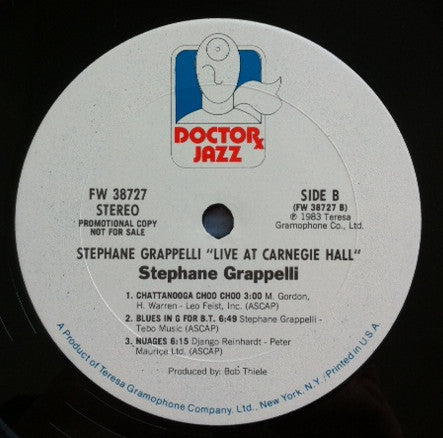 DOCTOR Rx
JAZZ
FW 38727
STEREO
PROMOTIONAL COPY
NOT FOR SALE
SIDE B
(FW 38727 B)
℗ 1983 Teresa
Gramophone Co., Ltd.
STEPHANE GRAPPELLI "LIVE AT CARNEGIE HALL"
Stephane Grappelli
1. CHATTANOOGA CHOO CHOO 3:00 M. Gordon,
H. Warren - Leo Feist, Inc. (ASCAP)
2. BLUES IN G FOR B.T. 6:49 Stephane Grappelli -
Tebo Music (ASCAP)
3. NUAGES 6:15 Django Reinhardt - Peter
Maurice Ltd. (ASCAP)
Produced by: Bob Thiele
A Product of Teresa Gramophone Company, Ltd., New York, N.Y./Printed in U.S.A.